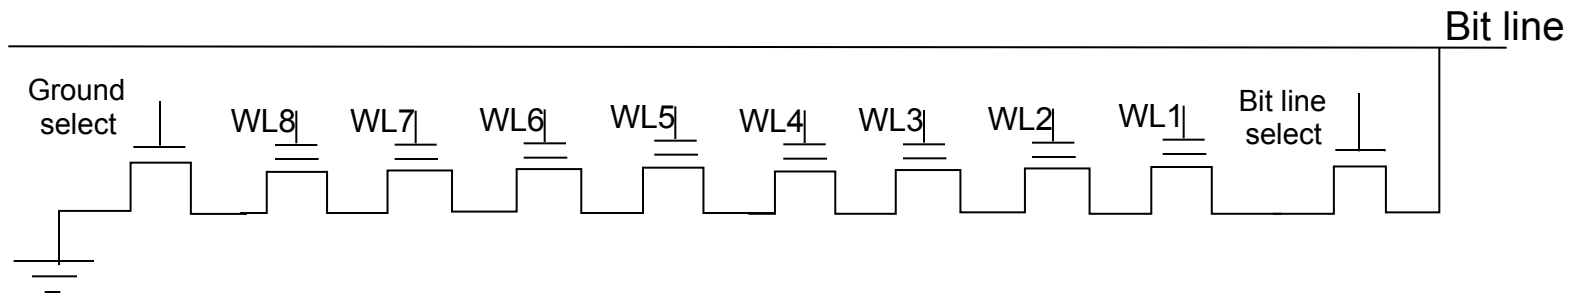 Bit line
Ground
select
WL8
WL7
WL6
WL5
WL4
WL3
WL2
WL1
Bit line
select